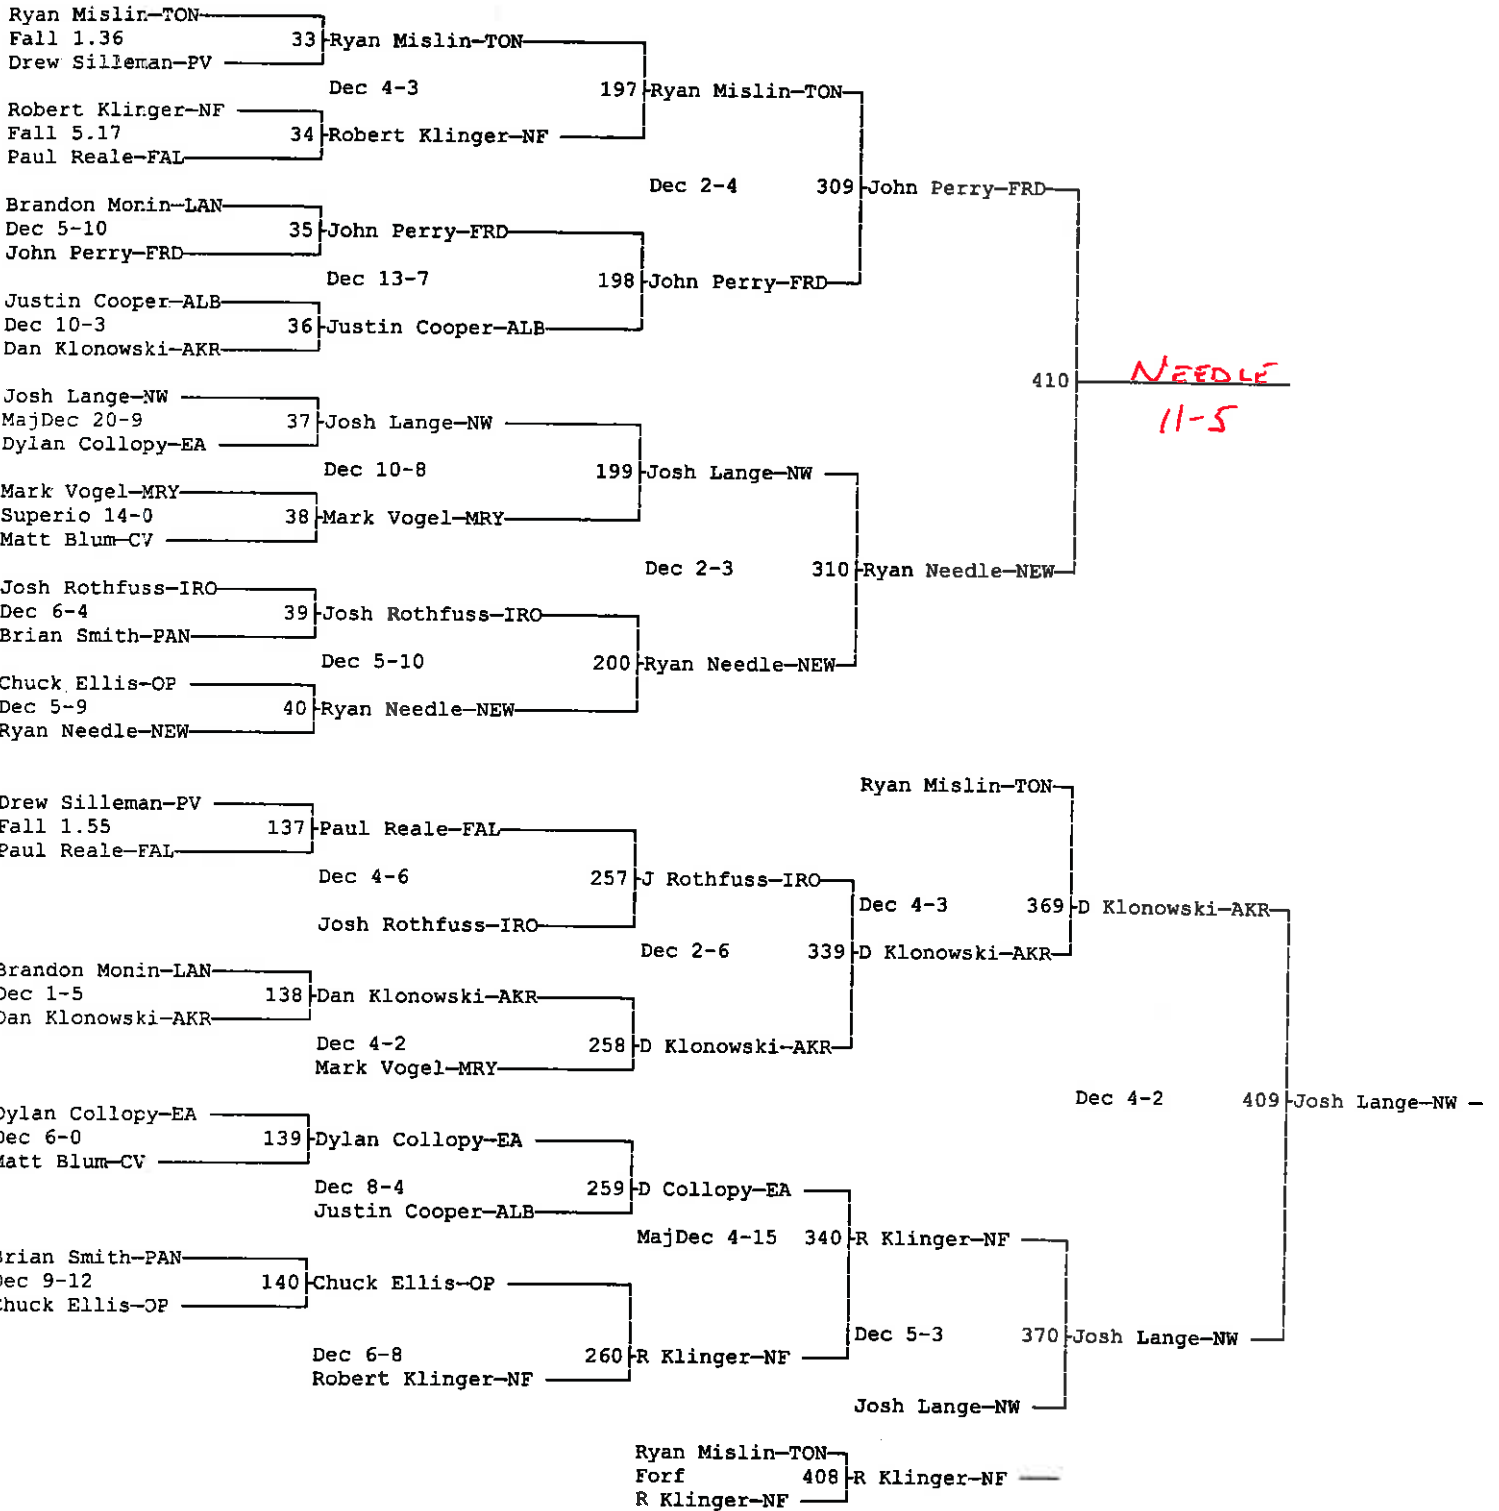 Ryan Mislin-TON
Fall 1.36 33 Ryan Mislin-TON
Drew Silleman-PV
Dec 4-3 197 Ryan Mislin-TON
Robert Klinger-NF
Fall 5.17 34 Robert Klinger-NF
Paul Reale-FAL
Dec 2-4 309 John Perry-FRD
Brandon Monin-LAN
Dec 5-10 35 John Perry-FRD
John Perry-FRD
Dec 13-7 198 John Perry-FRD
Justin Cooper-ALB
Dec 10-3 36 Justin Cooper-ALB
Dan Klonowski-AKR
410 NEEDLE
11-5
Josh Lange-NW
MajDec 20-9 37 Josh Lange-NW
Dylan Collopy-EA
Dec 10-8 199 Josh Lange-NW
Mark Vogel-MRY
Superio 14-0 38 Mark Vogel-MRY
Matt Blum-CV
Dec 2-3 310 Ryan Needle-NEW
Josh Rothfuss-IRO
Dec 6-4 39 Josh Rothfuss-IRO
Brian Smith-PAN
Dec 5-10 200 Ryan Needle-NEW
Chuck Ellis-OP
Dec 5-9 40 Ryan Needle-NEW
Ryan Needle-NEW
Ryan Mislin-TON
Drew Silleman-PV
Fall 1.55 137 Paul Reale-FAL
Paul Reale-FAL
Dec 4-6 257 J Rothfuss-IRO
Dec 4-3 369 D Klonowski-AKR
Josh Rothfuss-IRO
Dec 2-6 339 D Klonowski-AKR
Brandon Monin-LAN
Dec 1-5 138 Dan Klonowski-AKR
Dan Klonowski-AKR
Dec 4-2 258 D Klonowski-AKR
Mark Vogel-MRY
Dec 4-2 409 Josh Lange-NW
Dylan Collopy-EA
Dec 6-0 139 Dylan Collopy-EA
Matt Blum-CV
Dec 8-4 259 D Collopy-EA
Justin Cooper-ALB
MajDec 4-15 340 R Klinger-NF
Brian Smith-PAN
Dec 9-12 140 Chuck Ellis-OP
Chuck Ellis-OP
Dec 5-3 370 Josh Lange-NW
Dec 6-8 260 R Klinger-NF
Robert Klinger-NF
Josh Lange-NW
Ryan Mislin-TON
Forf 408 R Klinger-NF
R Klinger-NF